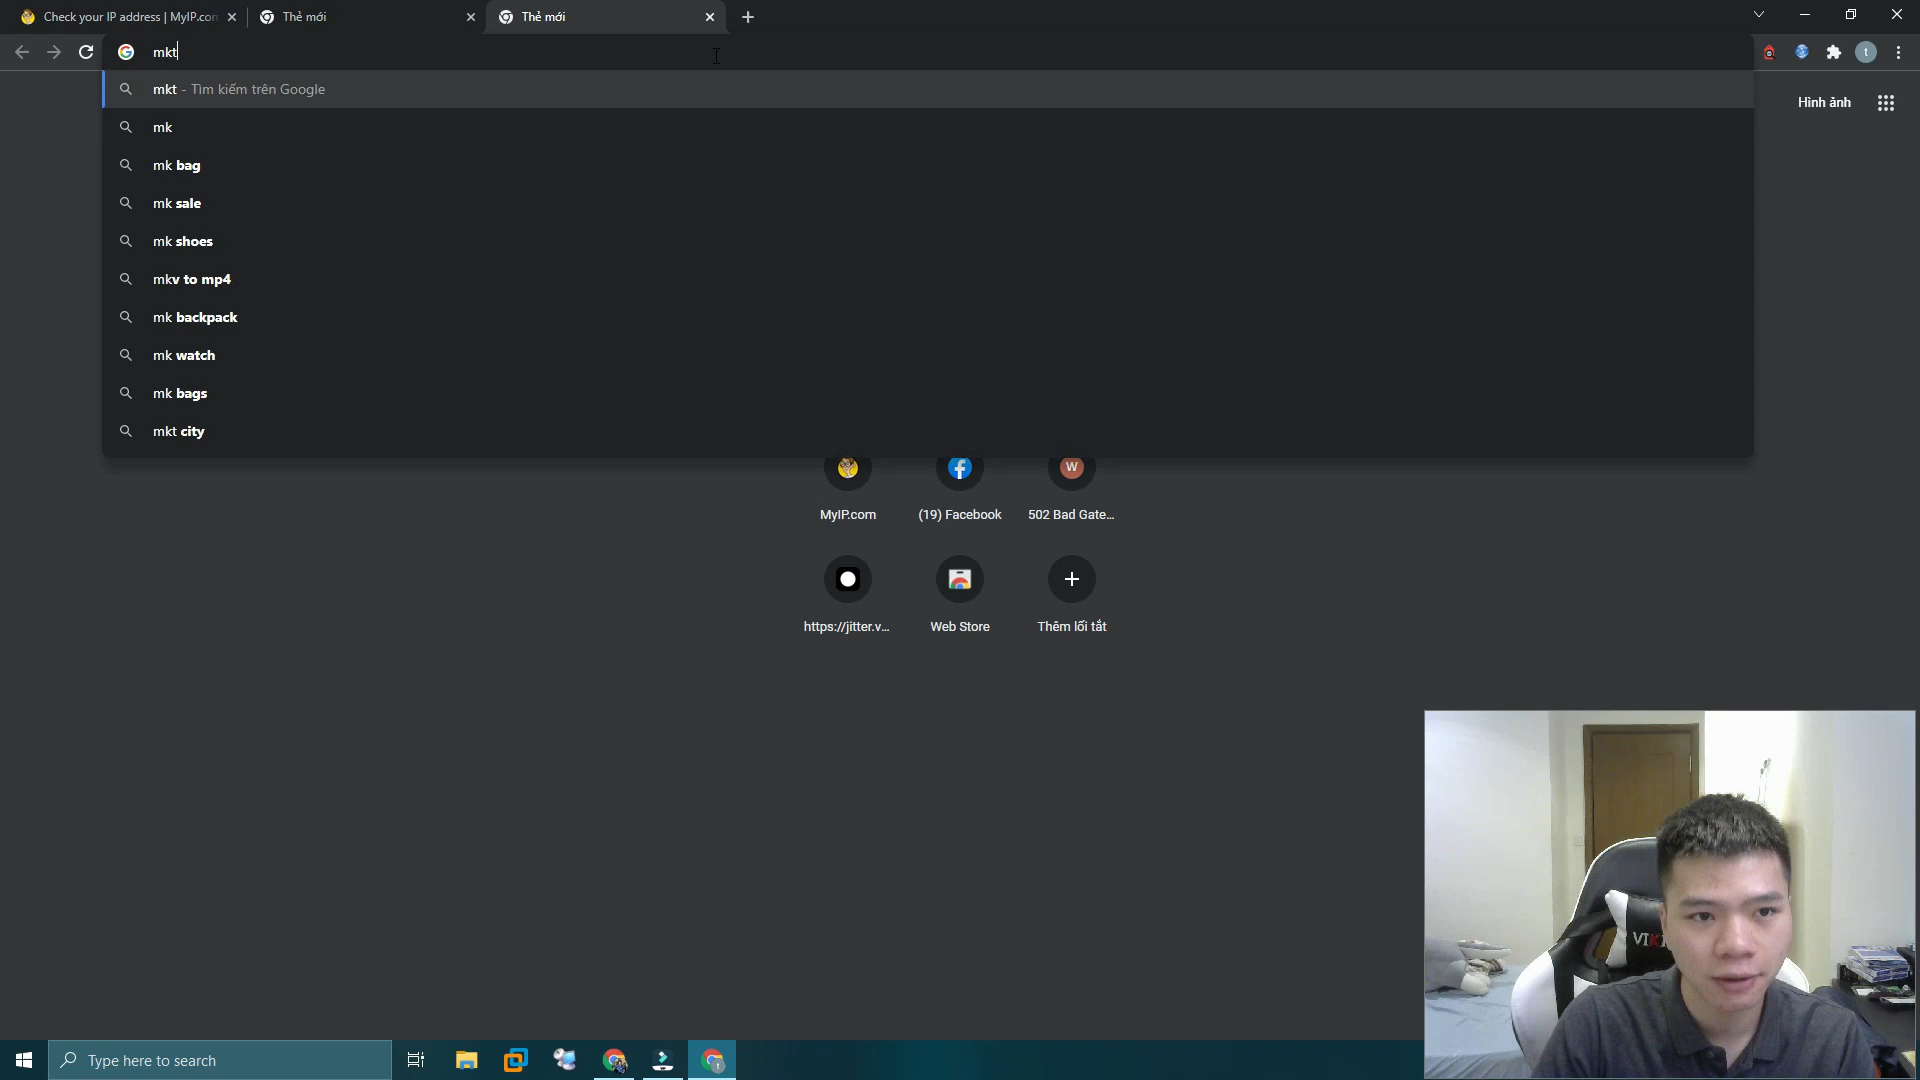 Check your IP address | MyIP.com
Thẻ mới
Thẻ mới
mkt
t
mkt - Tìm kiếm trên Google
Hình ảnh
mk
mk bag
mk sale
mk shoes
mkv to mp4
mk backpack
mk watch
mk bags
mkt city
W
MyIP.com
(19) Facebook
502 Bad Gate...
https://jitter.v...
Web Store
Thêm lối tắt
Type here to search
t